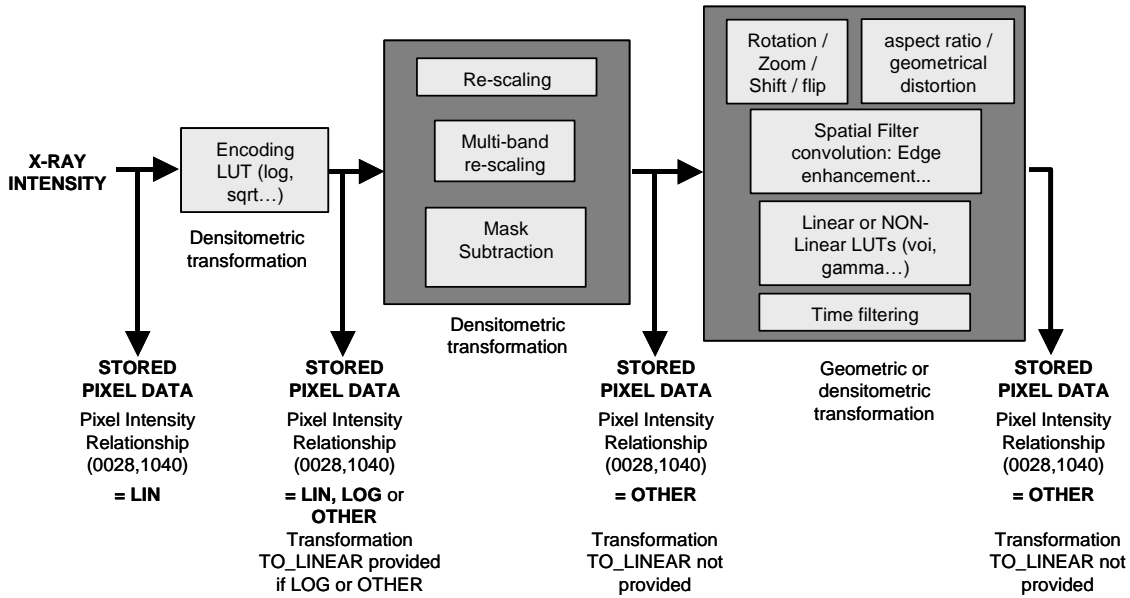 X-RAY
INTENSITY
Encoding
LUT (log,
sqrt…)
Densitometric
transformation
Re-scaling
Multi-band
re-scaling
Mask
Subtraction
Densitometric
transformation
Rotation /
Zoom /
Shift / flip
aspect ratio /
geometrical
distortion
Spatial Filter
convolution: Edge
enhancement...
Linear or NON-
Linear LUTs (voi,
gamma…)
Time filtering
Geometric or
densitometric
transformation
STORED
PIXEL DATA
Pixel Intensity
Relationship
(0028,1040)
= LIN
STORED
PIXEL DATA
Pixel Intensity
Relationship
(0028,1040)
= LIN, LOG or
OTHER
Transformation
TO_LINEAR provided
if LOG or OTHER
STORED
PIXEL DATA
Pixel Intensity
Relationship
(0028,1040)
= OTHER
Transformation
TO_LINEAR not
provided
STORED
PIXEL DATA
Pixel Intensity
Relationship
(0028,1040)
= OTHER
Transformation
TO_LINEAR not
provided